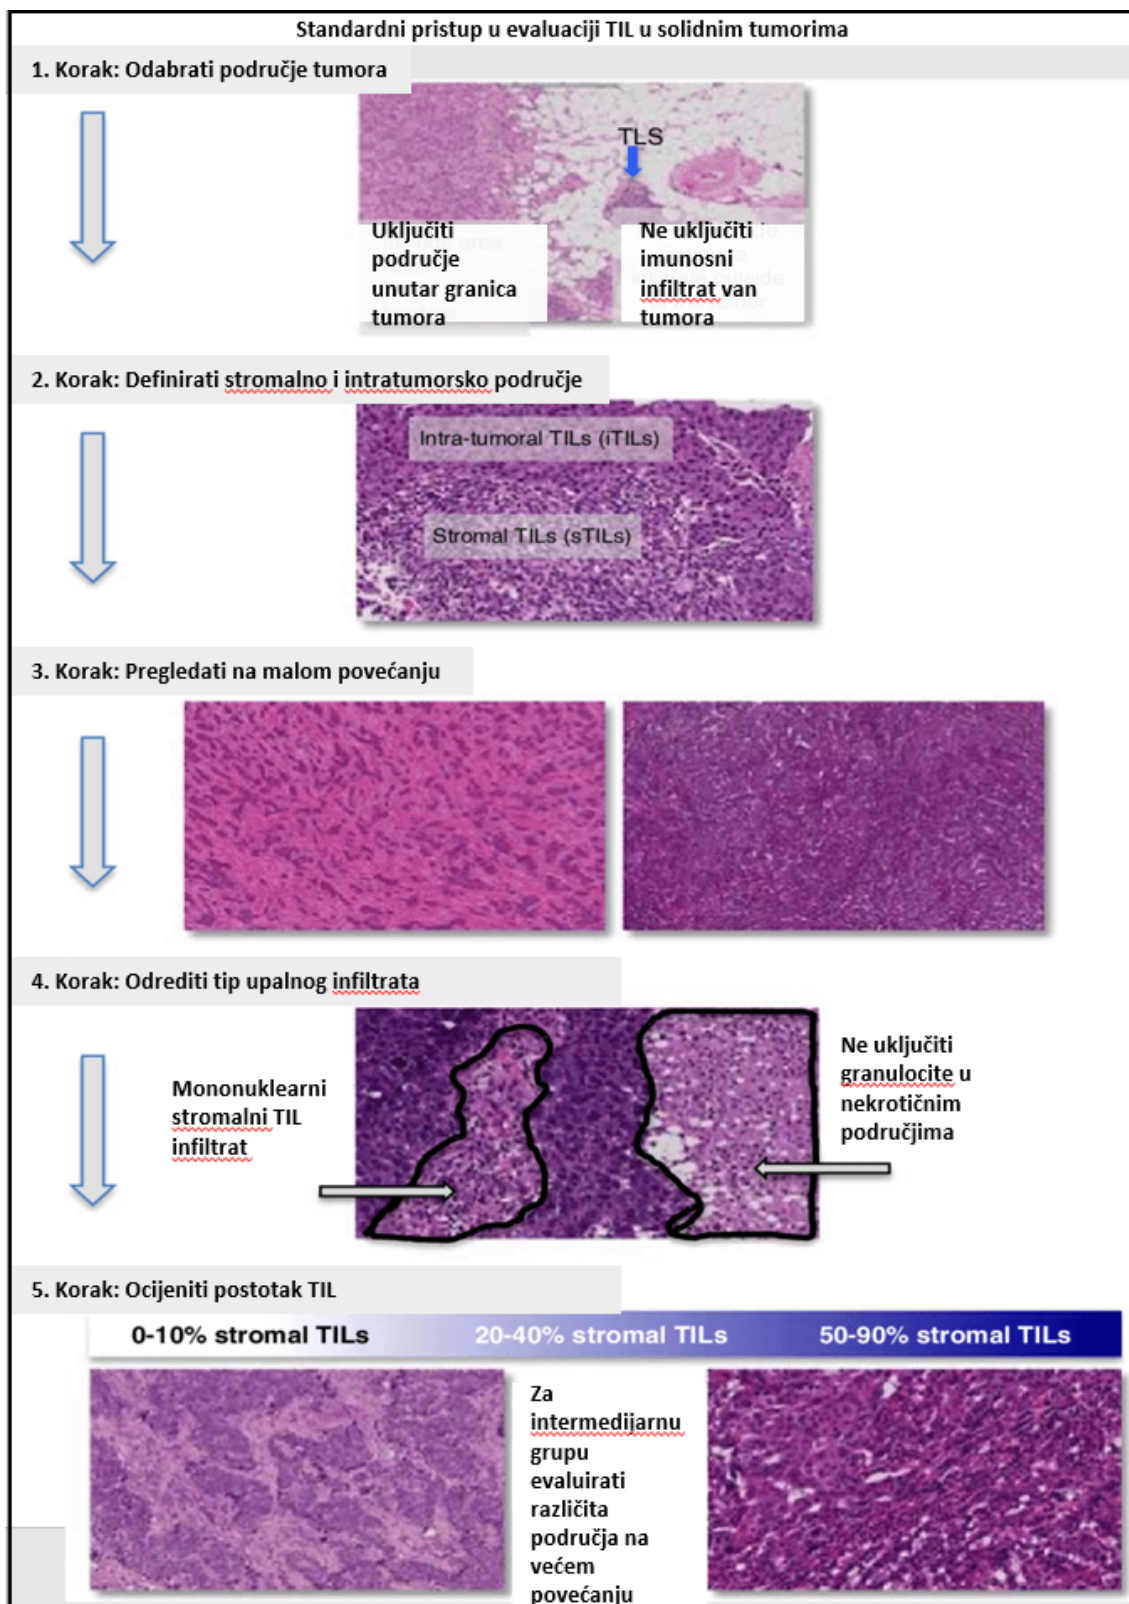 Standardni pristup u evaluaciji TIL u solidnim tumorima
1. Korak: Odabrati područje tumora
TLS
Uključiti
područje
unutar granica
tumora
Ne uključiti
imunosni
infiltrat van
tumora
2. Korak: Definirati stromalno i intratumorsko područje
Intra-tumoral TILs (iTILs)
Stromal TILs (sTILs)
3. Korak: Pregledati na malom povećanju
4. Korak: Odrediti tip upalnog infiltrata
Mononuklearni
stromalni TIL
infiltrat
Ne uključiti
granulocite u
nekrotičnim
područjima
5. Korak: Ocijeniti postotak TIL
0-10% stromal TILs
20-40% stromal TILs
50-90% stromal TILs
Za
intermedijarnu
grupu
evaluirati
različita
područja na
većem
povećanju